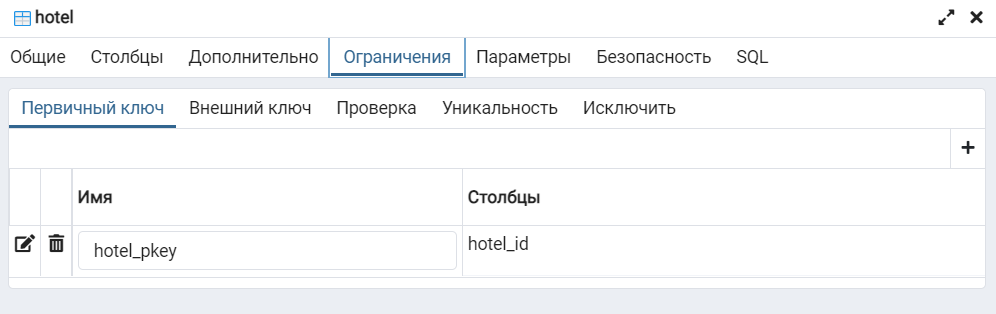 hotel
Общие Столбцы Дополнительно Ограничения Параметры Безопасность SQL
Первичный ключ Внешний ключ Проверка Уникальность Исключить
Имя Столбцы
hotel_pkey hotel_id